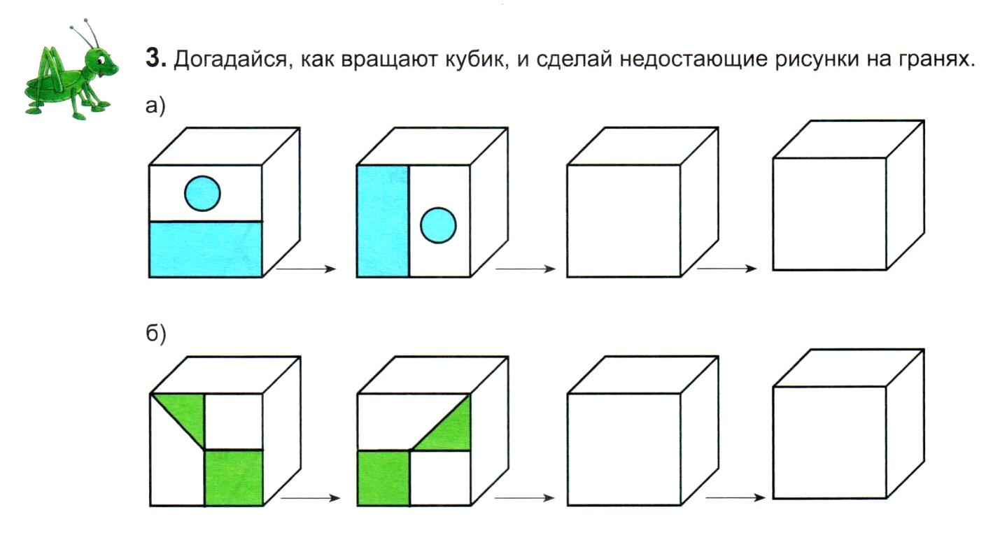 3. Догадайся, как вращают кубик, и сделай недостающие рисунки на гранях.
а)
б)